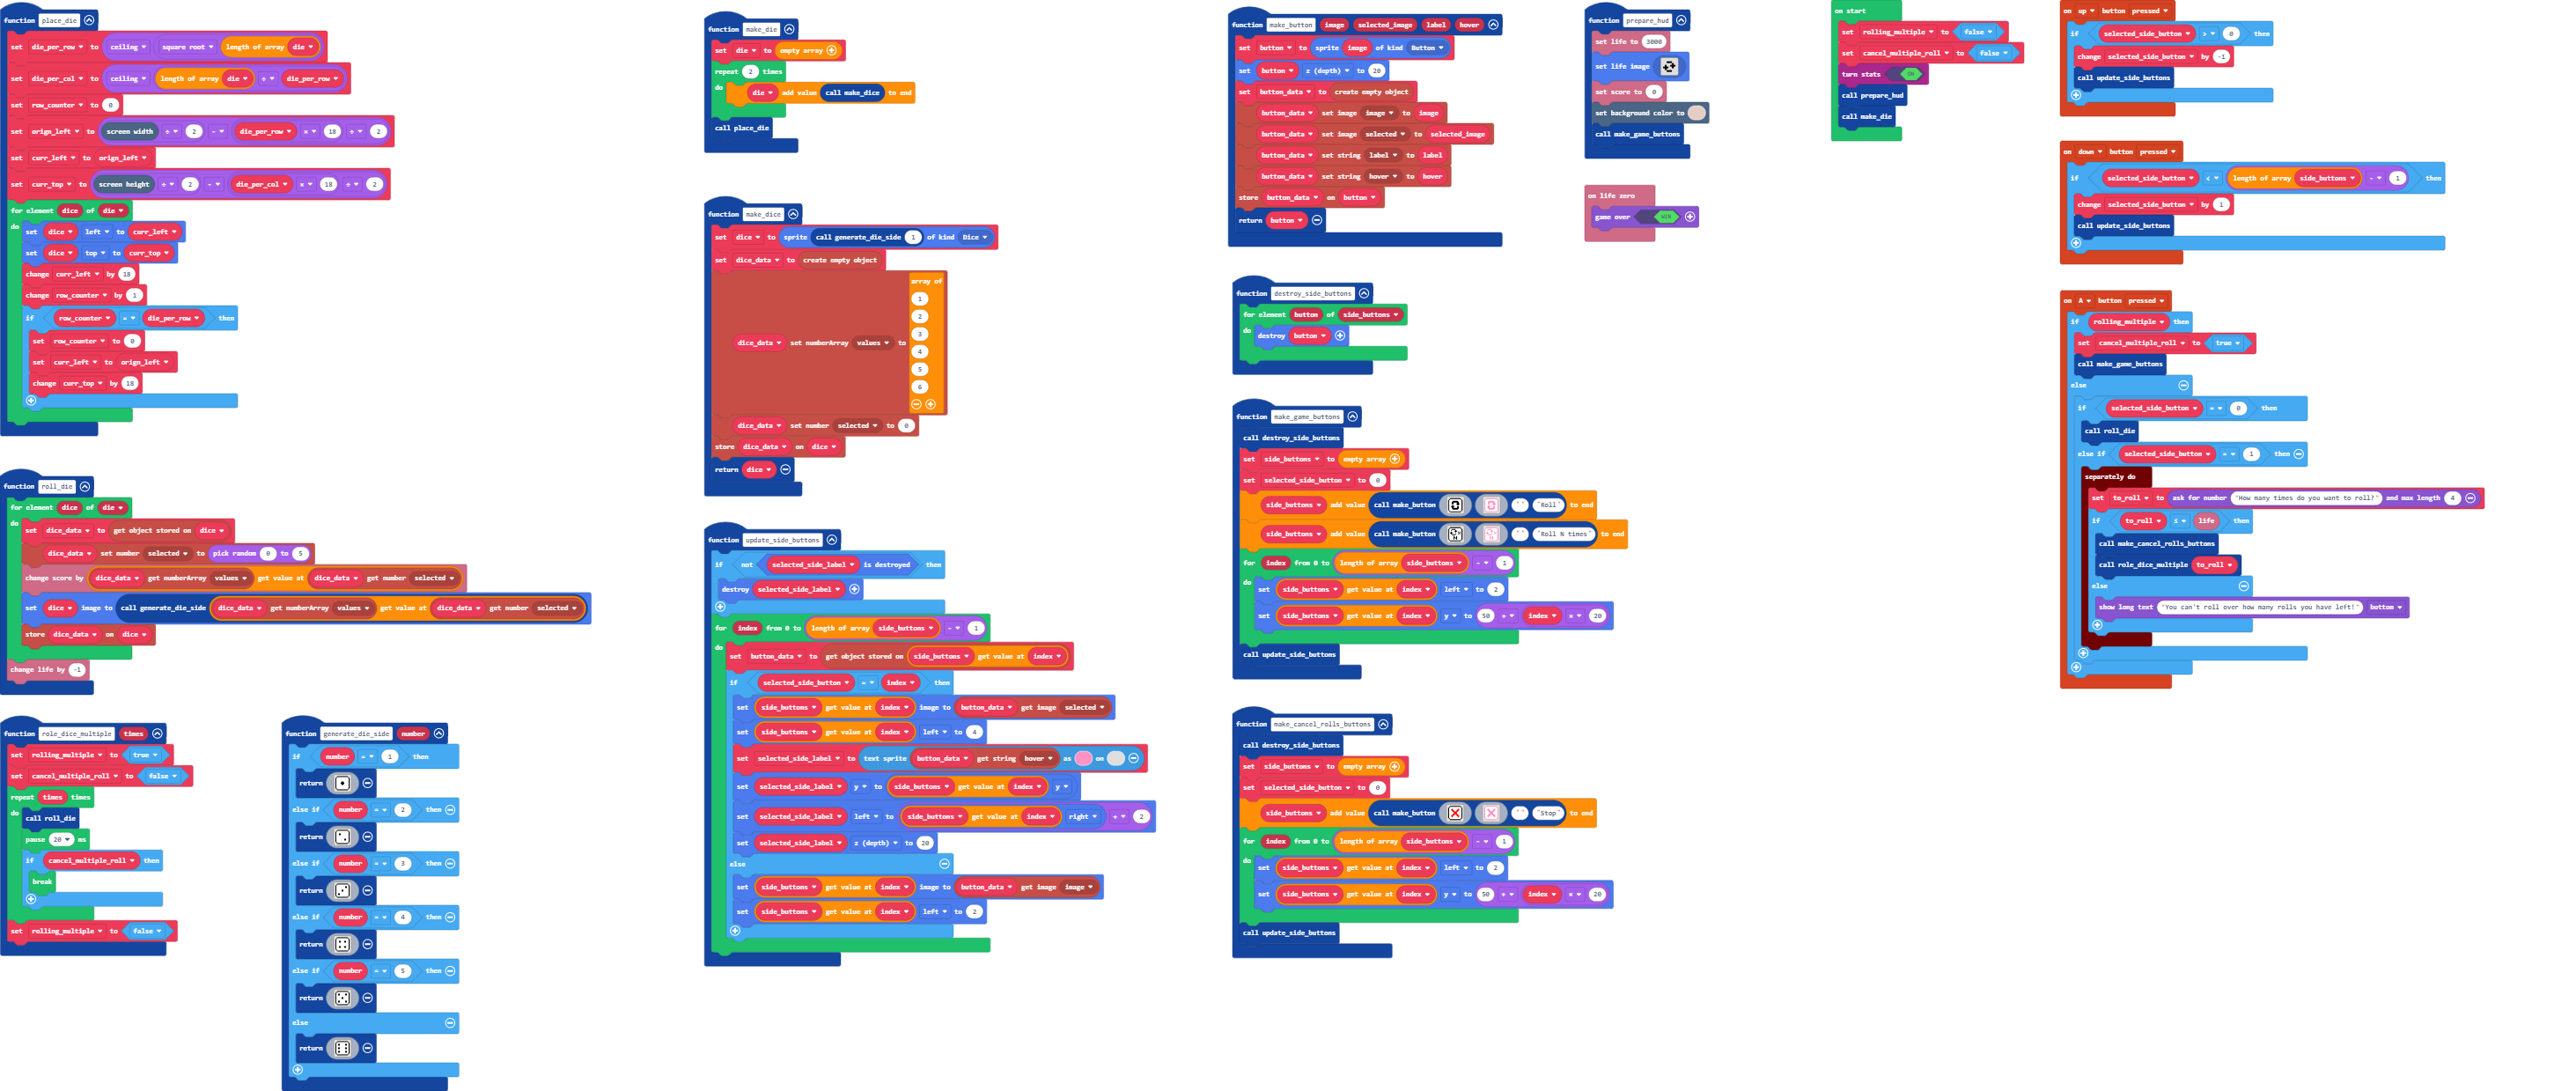 function place_die
set die_per_row to ceiling square root length of array die
set die_per_col to ceiling length of array die ÷ die_per_row
set row_counter to 0
set orign_left to screen width ÷ 2 - die_per_row × 18 ÷ 2
set curr_left to orign_left
set curr_top to screen height ÷ 2 - die_per_col × 18 ÷ 2
for element dice of die
do set dice left to curr_left
set dice top to curr_top
change curr_left by 18
change row_counter by 1
if row_counter = die_per_row then
set row_counter to 0
set curr_left to orign_left
change curr_top by 18
function roll_die
for element dice of die
do set dice_data to get object stored on dice
dice_data set number selected to pick random 0 to 5
change score by dice_data get numberArray values get value at dice_data get number selected
set dice image to call generate_die_side dice_data get numberArray values get value at dice_data get number selected
store dice_data on dice
change life by -1
function role_dice_multiple times
set rolling_multiple to true
set cancel_multiple_roll to false
repeat times times
do call roll_die
pause 20 ms
if cancel_multiple_roll then
break
set rolling_multiple to false
function generate_die_side number
if number = 1 then
return
else if number = 2 then
return
else if number = 3 then
return
else if number = 4 then
return
else if number = 5 then
return
else
return
function make_die
set die to empty array
repeat 2 times
do die add value call make_dice to end
call place_die
function make_dice
set dice to sprite call generate_die_side 1 of kind Dice
set dice_data to create empty object
array of
1
2
3
dice_data set numberArray values to
4
5
6
dice_data set number selected to 0
store dice_data on dice
return dice
function update_side_buttons
if not selected_side_label is destroyed then
destroy selected_side_label
for index from 0 to length of array side_buttons - 1
do set button_data to get object stored on side_buttons get value at index
if selected_side_button = index then
set side_buttons get value at index image to button_data get image selected
set side_buttons get value at index left to 4
set selected_side_label to text sprite button_data get string hover as on
set selected_side_label y to side_buttons get value at index y
set selected_side_label left to side_buttons get value at index right + 2
set selected_side_label z (depth) to 20
else
set side_buttons get value at index image to button_data get image image
set side_buttons get value at index left to 2
function make_button image selected_image label hover
set button to sprite image of kind Button
set button z (depth) to 20
set button_data to create empty object
button_data set image image to image
button_data set image selected to selected_image
button_data set string label to label
button_data set string hover to hover
store button_data on button
return button
function destroy_side_buttons
for element button of side_buttons
do destroy button
function make_game_buttons
call destroy_side_buttons
set side_buttons to empty array
set selected_side_button to 0
side_buttons add value call make_button "" "Roll" to end
side_buttons add value call make_button "" "Roll N times" to end
for index from 0 to length of array side_buttons - 1
do set side_buttons get value at index left to 2
set side_buttons get value at index y to 50 + index × 20
call update_side_buttons
function make_cancel_rolls_buttons
call destroy_side_buttons
set side_buttons to empty array
set selected_side_button to 0
side_buttons add value call make_button "" "Stop" to end
for index from 0 to length of array side_buttons - 1
do set side_buttons get value at index left to 2
set side_buttons get value at index y to 50 + index × 20
call update_side_buttons
function prepare_hud
set life to 3000
set life image
set score to 0
set background color to
call make_game_buttons
on life zero
game over WIN
on start
set rolling_multiple to false
set cancel_multiple_roll to false
turn stats ON
call prepare_hud
call make_die
on up button pressed
if selected_side_button > 0 then
change selected_side_button by -1
call update_side_buttons
on down button pressed
if selected_side_button < length of array side_buttons - 1 then
change selected_side_button by 1
call update_side_buttons
on A button pressed
if rolling_multiple then
set cancel_multiple_roll to true
call make_game_buttons
else
if selected_side_button = 0 then
call roll_die
else if selected_side_button = 1 then
separately do
set to_roll to ask for number "How many times do you want to roll?" and max length 4
if to_roll ≤ life then
call make_cancel_rolls_buttons
call role_dice_multiple to_roll
else
show long text "You can't roll over how many rolls you have left!" bottom